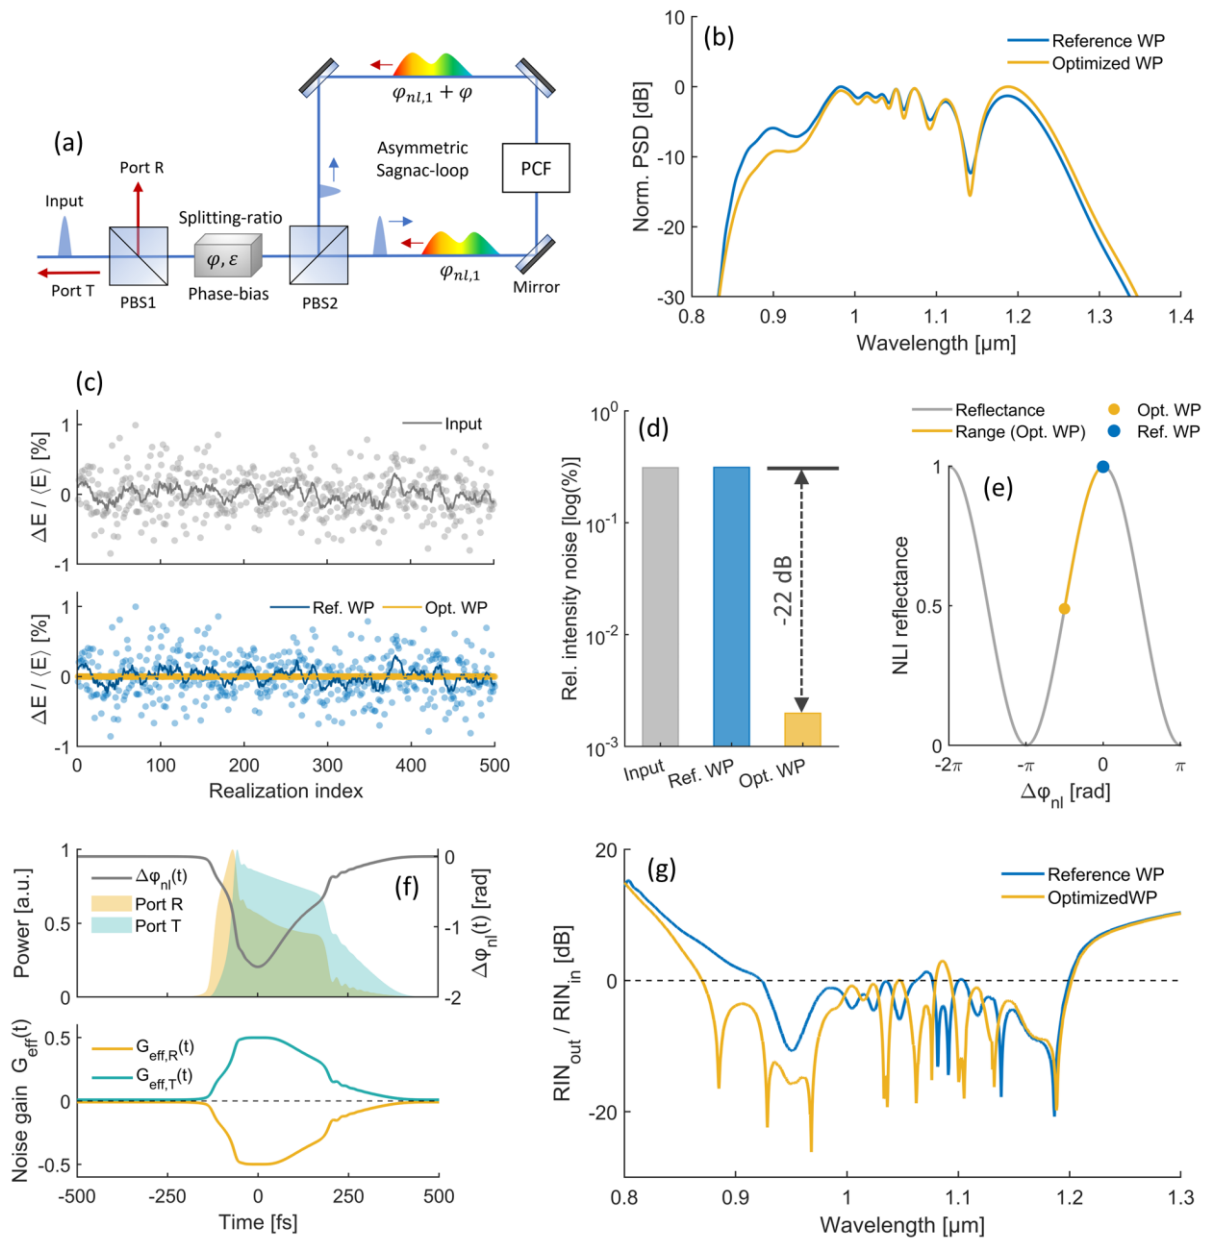 (a)
Input
Port R
Port T
PBS1
Splitting-ratio
φ, ε
Phase-bias
PBS2
φnl,1 + φ
Asymmetric
Sagnac-loop
PCF
φnl,1
Mirror
(b)
Reference WP
Optimized WP
Norm. PSD [dB]
10
0
-10
-20
-30
0.8 0.9 1 1.1 1.2 1.3 1.4
Wavelength [µm]
(c)
Input
ΔE / ⟨E⟩ [%]
1
0
-1
Ref. WP Opt. WP
ΔE / ⟨E⟩ [%]
1
0
-1
0 100 200 300 400 500
Realization index
(d)
Rel. intensity noise [log(%)]
10⁰
10⁻¹
10⁻²
10⁻³
-22 dB
Input Ref. WP Opt. WP
Reflectance Opt. WP
Range (Opt. WP) Ref. WP
(e)
NLI reflectance
1
0.5
0
-2π -π 0 π
Δφnl [rad]
(f)
Power [a.u.]
1
0.5
0
Δφnl(t)
Port R
Port T
0
-1
-2
Δφnl(t) [rad]
Noise gain Geff(t)
0.5
0
-0.5
Geff,R(t)
Geff,T(t)
-500 -250 0 250 500
Time [fs]
(g)
Reference WP
OptimizedWP
RINout / RINin [dB]
20
0
-20
0.8 0.9 1 1.1 1.2 1.3
Wavelength [µm]